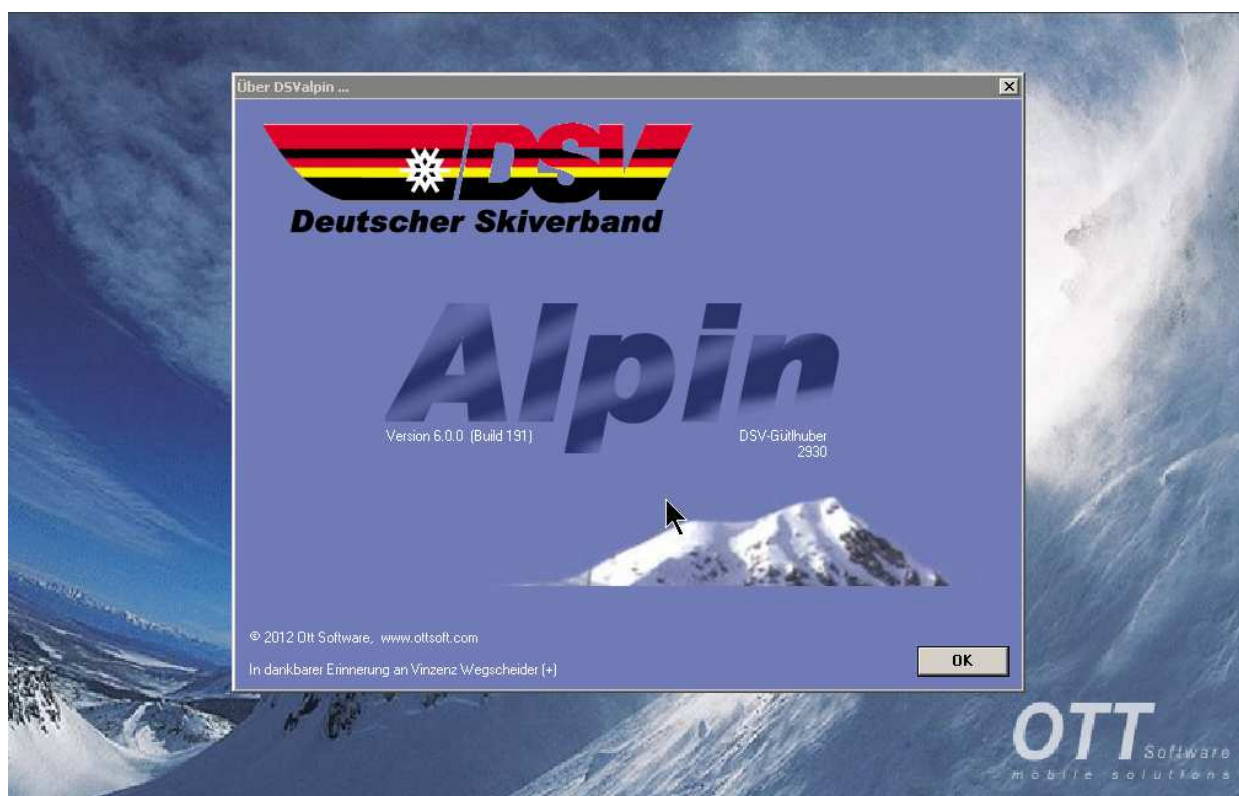 Über DSValpin ...
DSV
Deutscher Skiverband
Alpin
Version 6.0.0 (Build 191)
DSV-Gütlhuber
2930
© 2012 Ott Software, www.ottsoft.com
In dankbarer Erinnerung an Vinzenz Wegscheider (+)
OK
OTT Software
mobile solutions